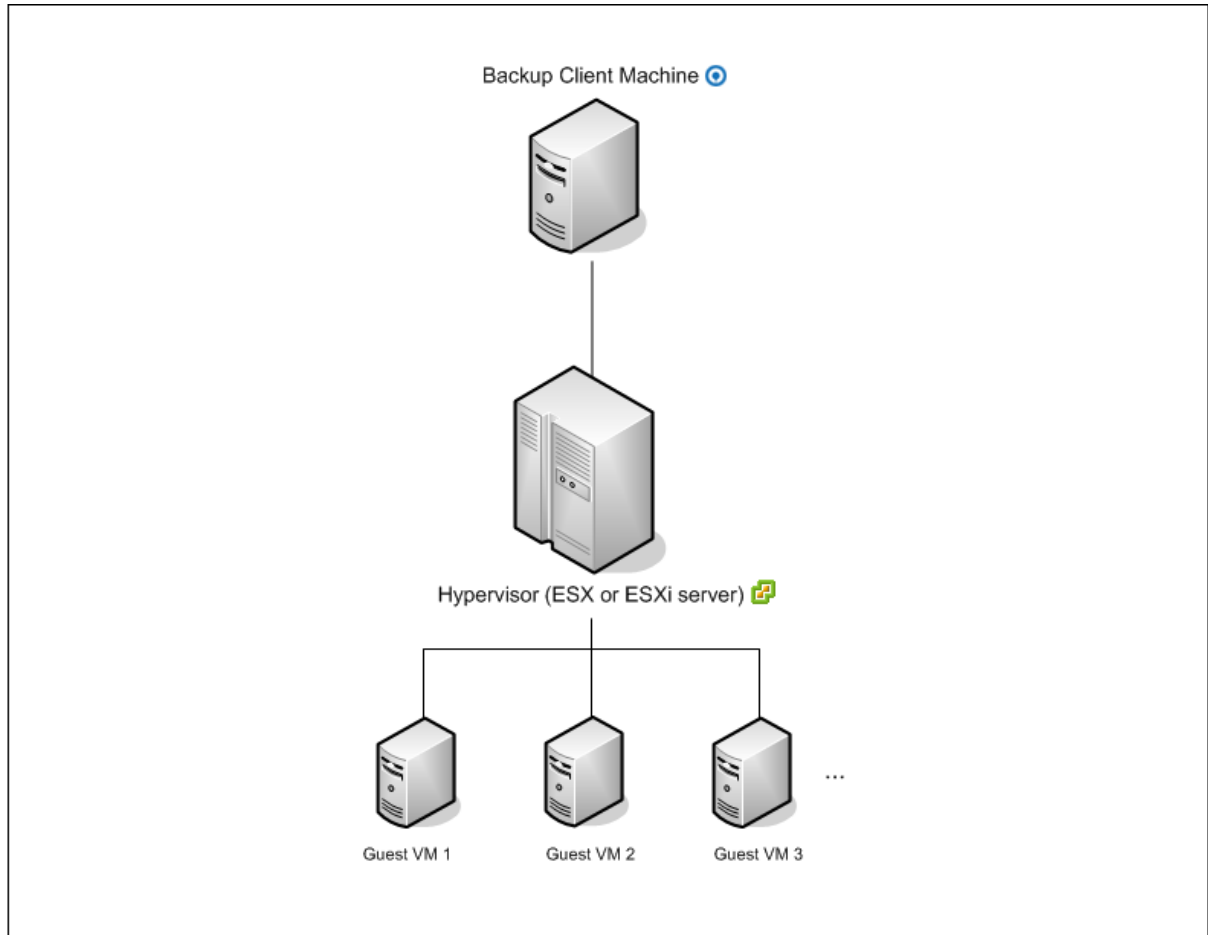 Backup Client Machine
Hypervisor (ESX or ESXi server)
...
Guest VM 1
Guest VM 2
Guest VM 3